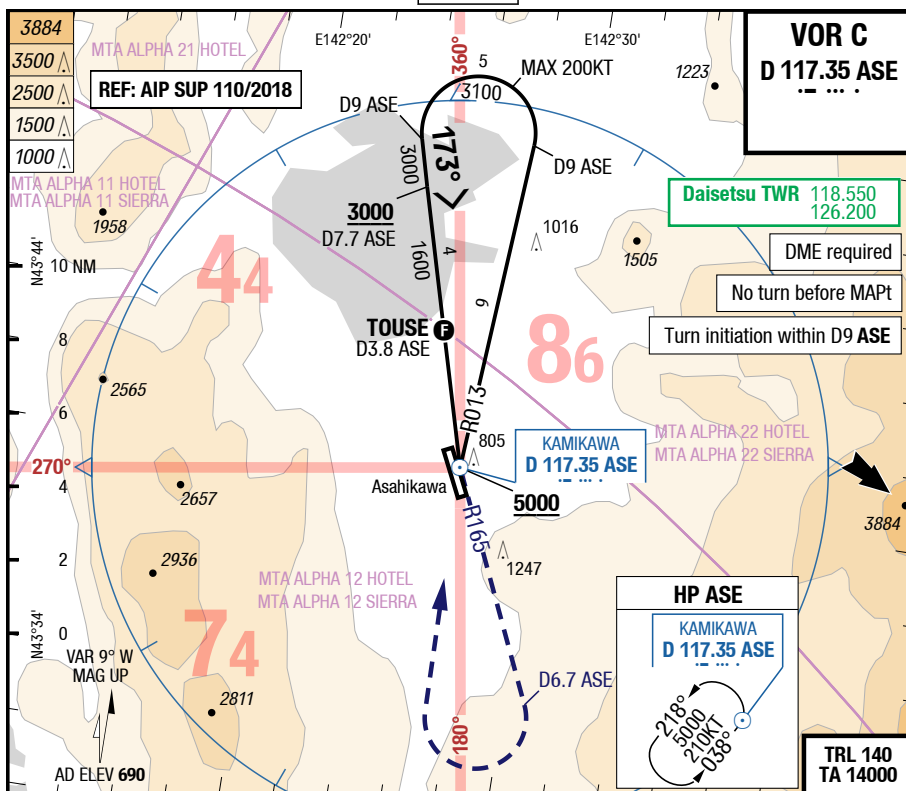 3884
3500
2500
1500
1000
MTA ALPHA 21 HOTEL
REF: AIP SUP 110/2018
E142°20'
360°
5
3100
MAX 200KT
E142°30'
1223
VOR C
D 117.35 ASE
D9 ASE
173°
3000
D9 ASE
MTA ALPHA 11 HOTEL
MTA ALPHA 11 SIERRA
1958
3000
D7.7 ASE
Daisetsu TWR 118.550
126.200
1016
1505
DME required
No turn before MAPt
Turn initiation within D9 ASE
N43°44'
10 NM
44
1600
4
9
TOUSE F
D3.8 ASE
86
8
2565
6
R013
805
KAMIKAWA
D 117.35 ASE
MTA ALPHA 22 HOTEL
MTA ALPHA 22 SIERRA
270°
4
2657
Asahikawa
5000
3884
R165
2936
2
1247
MTA ALPHA 12 HOTEL
MTA ALPHA 12 SIERRA
N43°34'
0
74
HP ASE
KAMIKAWA
D 117.35 ASE
VAR 9° W
MAG UP
2811
D6.7 ASE
180°
218°
5000
210KT
038°
AD ELEV 690
TRL 140
TA 14000